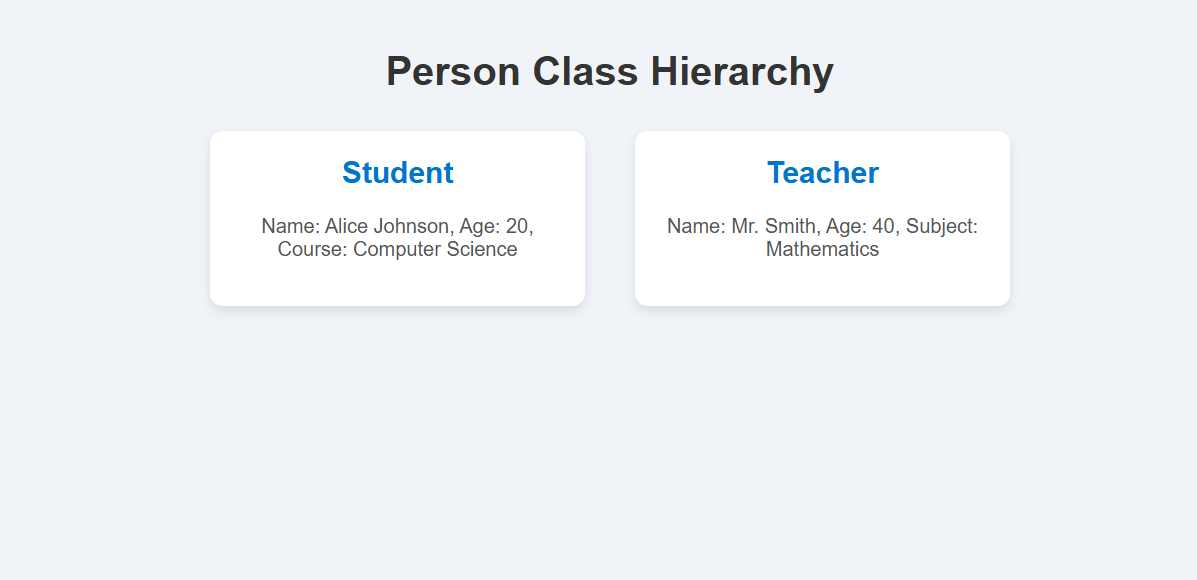 Person Class Hierarchy
Student
Name: Alice Johnson, Age: 20,
Course: Computer Science
Teacher
Name: Mr. Smith, Age: 40, Subject:
Mathematics